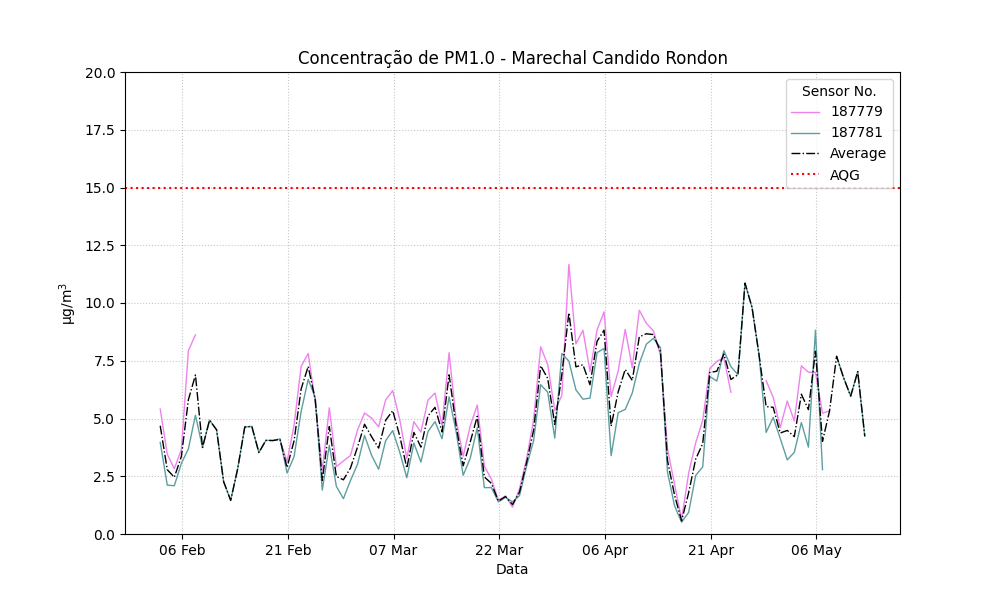 Concentração de PM1.0 - Marechal Candido Rondon
20.0
17.5
15.0
12.5
10.0
7.5
5.0
2.5
0.0
µg/m³
Sensor No.
187779
187781
Average
AQG
06 Feb
21 Feb
07 Mar
22 Mar
06 Apr
21 Apr
06 May
Data